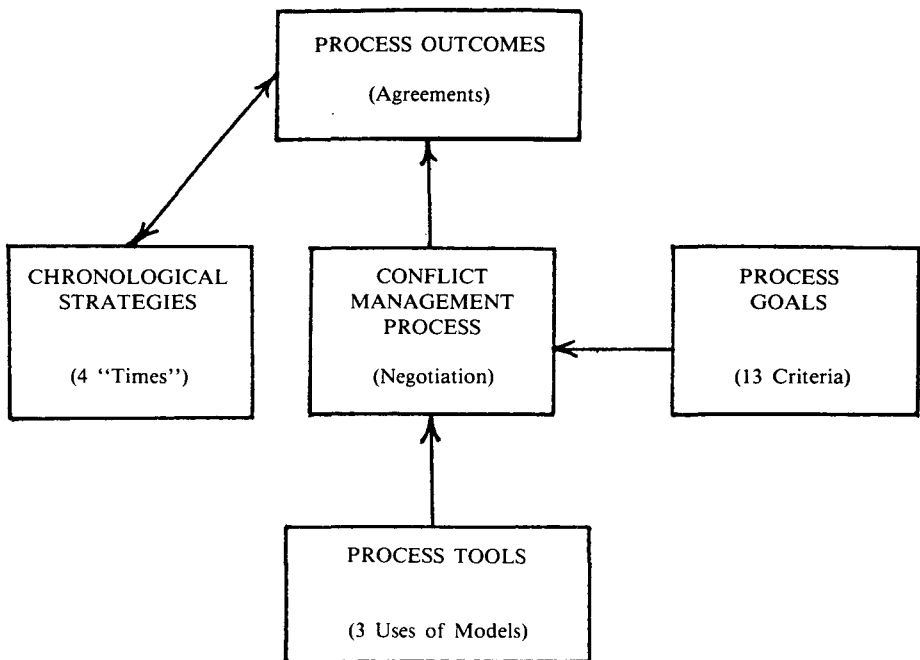 PROCESS OUTCOMES
(Agreements)
CHRONOLOGICAL
STRATEGIES
(4 “Times”)
CONFLICT
MANAGEMENT
PROCESS
(Negotiation)
PROCESS
GOALS
(13 Criteria)
PROCESS TOOLS
(3 Uses of Models)